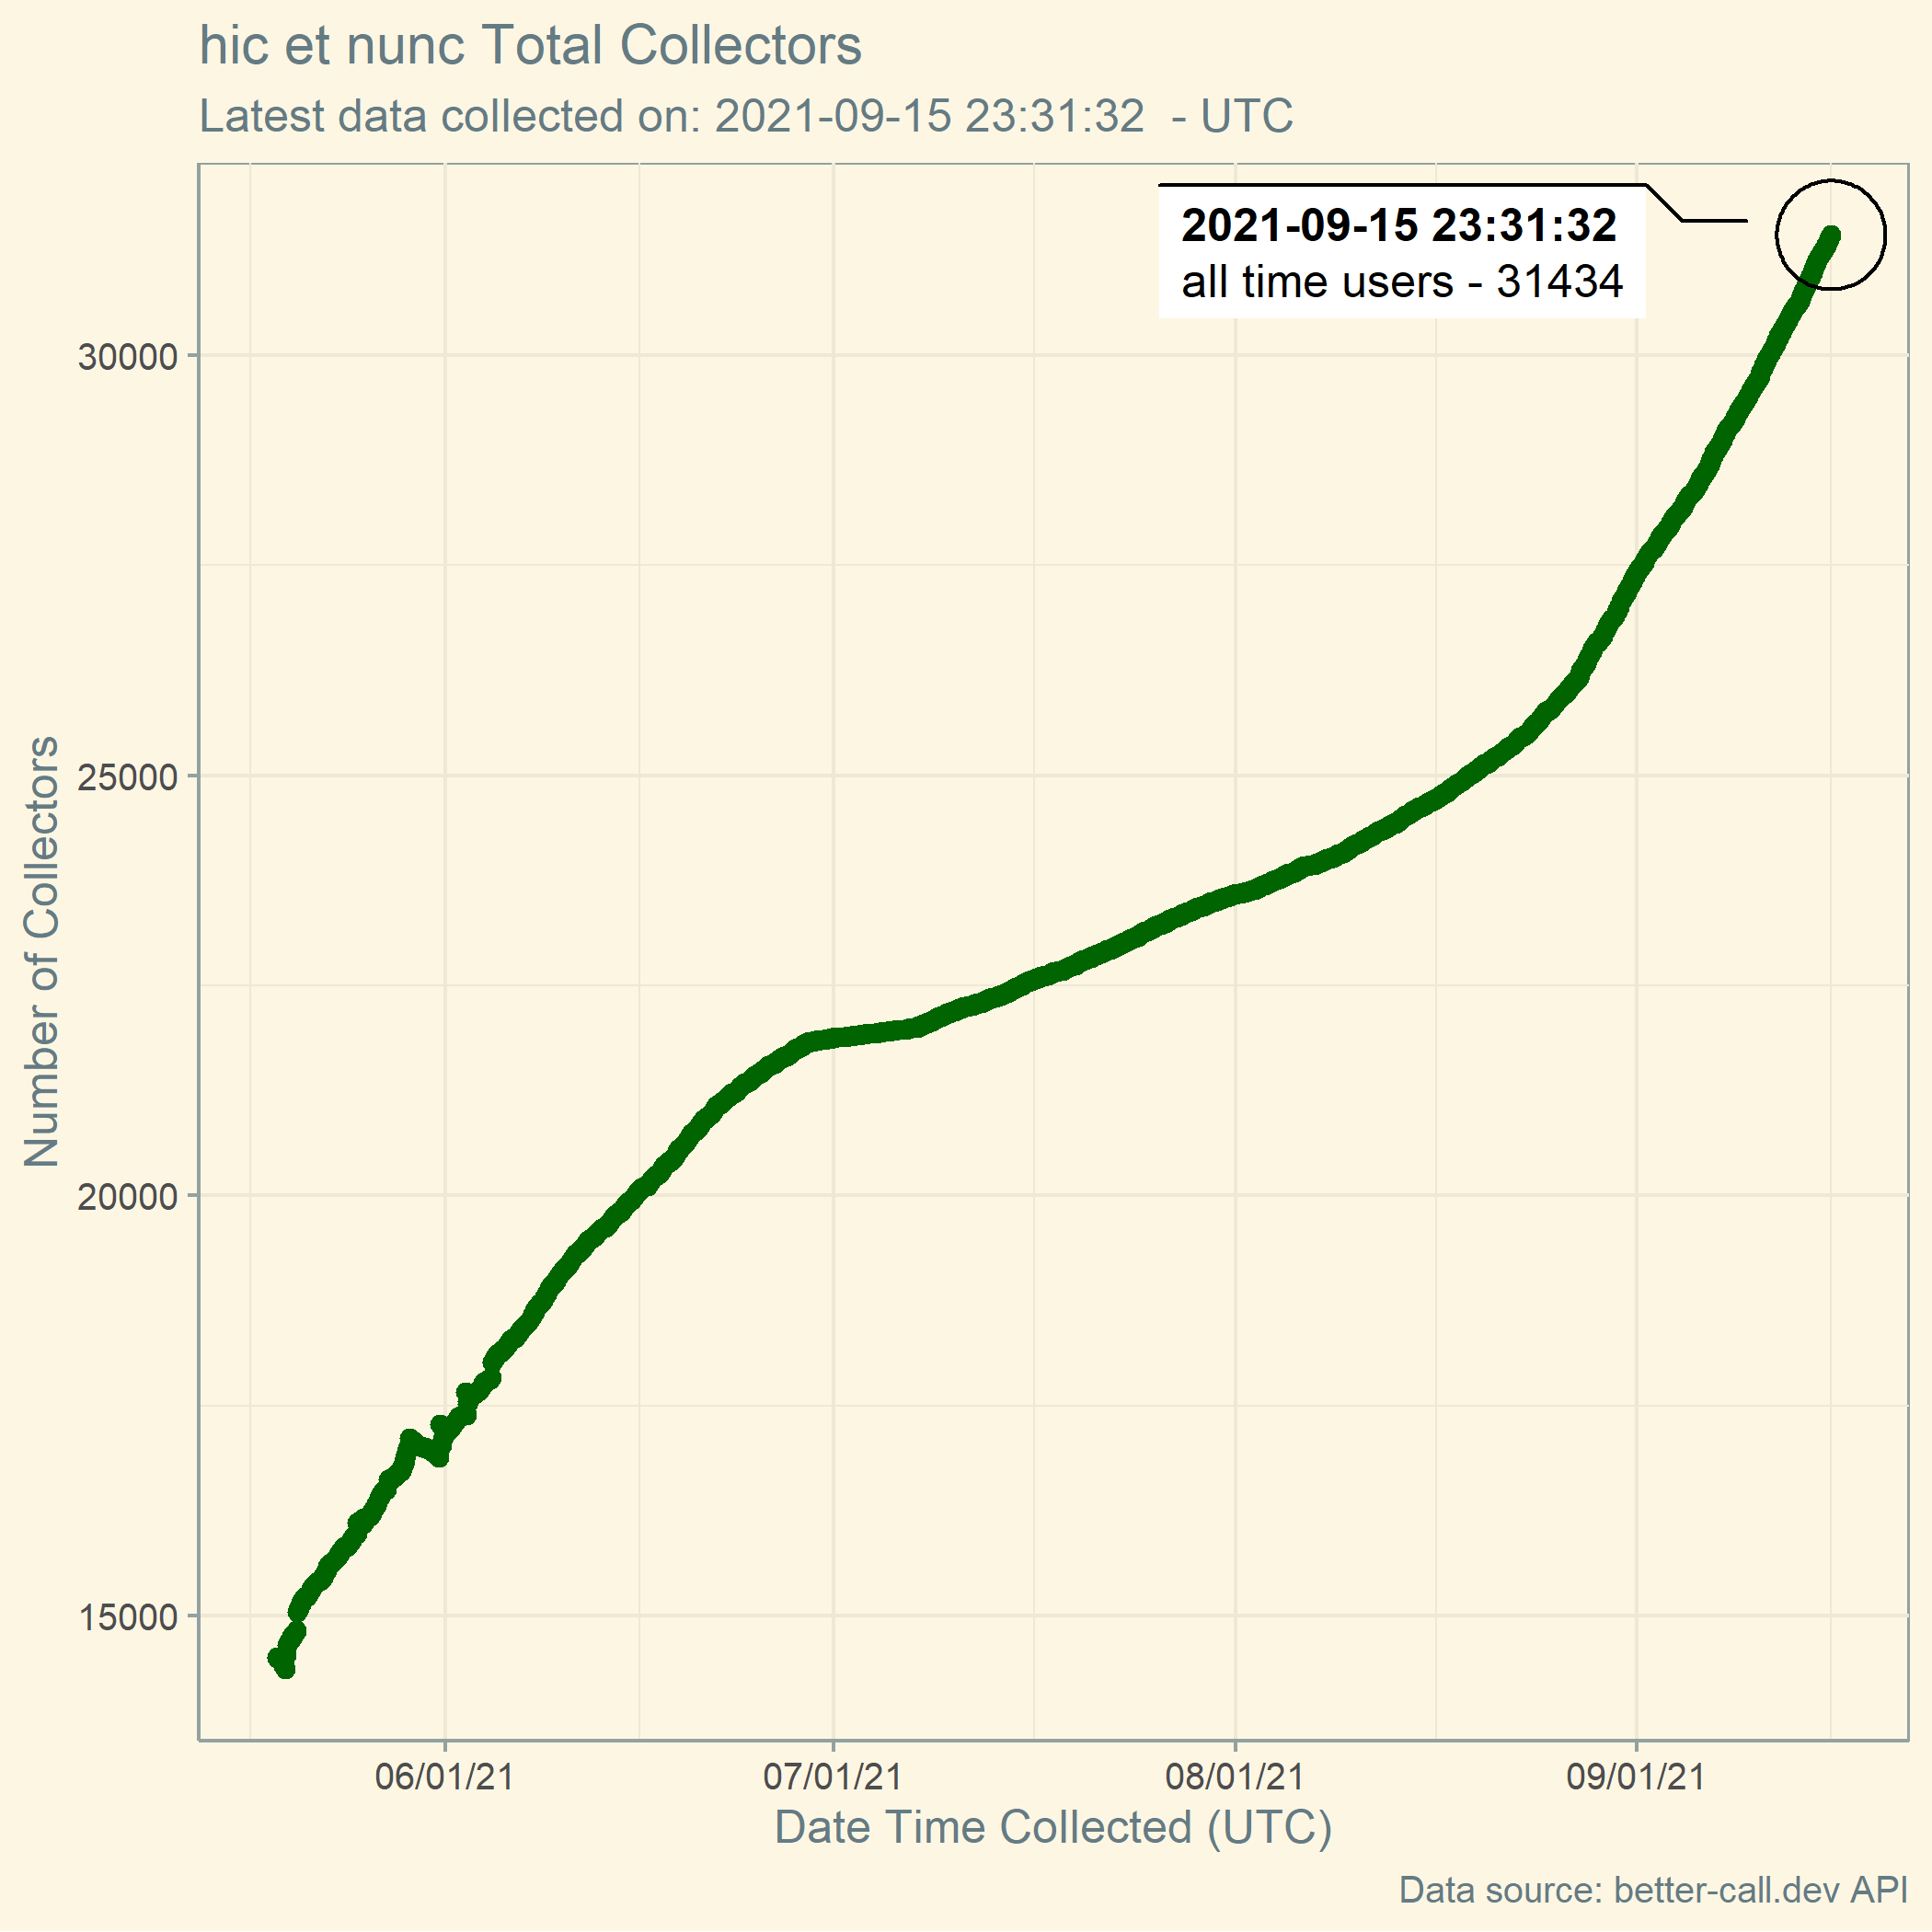 hic et nunc Total Collectors
Latest data collected on: 2021-09-15 23:31:32  - UTC
2021-09-15 23:31:32
all time users - 31434
30000
25000
20000
15000
Number of Collectors
06/01/21
07/01/21
08/01/21
09/01/21
Date Time Collected (UTC)
Data source: better-call.dev API